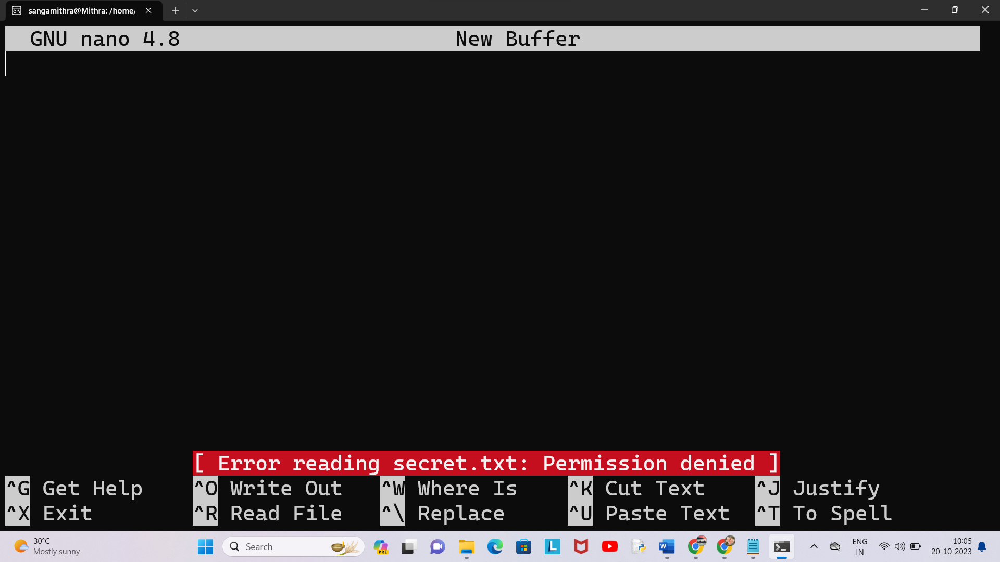 sangamithra@Mithra: /home/
GNU nano 4.8 New Buffer
[ Error reading secret.txt: Permission denied ]
^G Get Help ^O Write Out ^W Where Is ^K Cut Text ^J Justify
^X Exit ^R Read File ^\ Replace ^U Paste Text ^T To Spell
30°C
Mostly sunny
Search
PRE
ENG
IN
10:05
20-10-2023